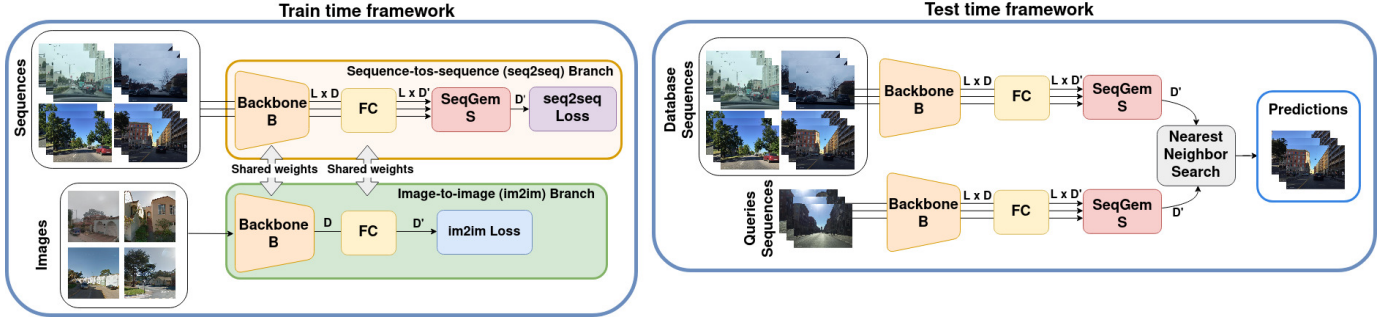 Train time framework
Sequences
Sequence-tos-sequence (seq2seq) Branch
Backbone
B
L x D
FC
L x D'
SeqGem
S
D'
seq2seq
Loss
Shared weights
Shared weights
Images
Image-to-image (im2im) Branch
Backbone
B
D
FC
D'
im2im Loss
Test time framework
Database
Sequences
Backbone
B
L x D
FC
L x D'
SeqGem
S
D'
Queries
Sequences
Backbone
B
L x D
FC
L x D'
SeqGem
S
D'
Nearest
Neighbor
Search
Predictions